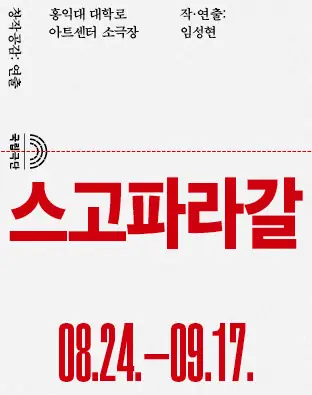 창작공감: 연출
홍익대 대학로
아트센터 소극장
작·연출:
임성현
국립극단
스고파라갈
08.24.–09.17.